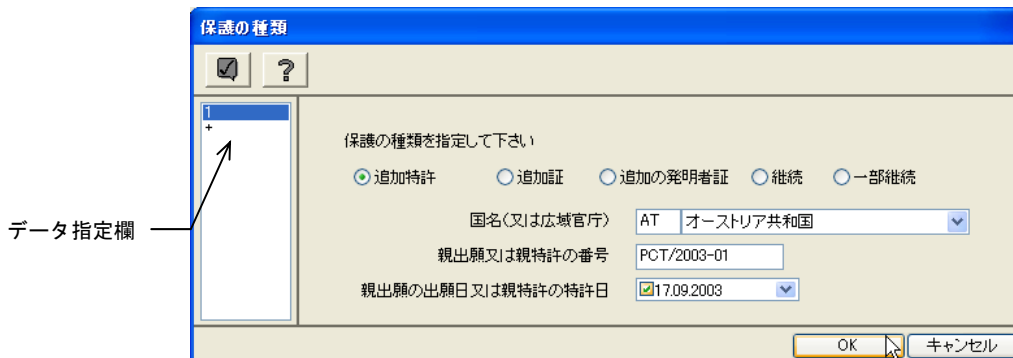 保護の種類
1
+
保護の種類を指定して下さい
追加特許 追加証 追加の発明者証 継続 一部継続
データ指定欄
国名(又は広域官庁) AT オーストリア共和国
親出願又は親特許の番号 PCT/2003-01
親出願の出願日又は親特許の特許日 17.09.2003
OK キャンセル